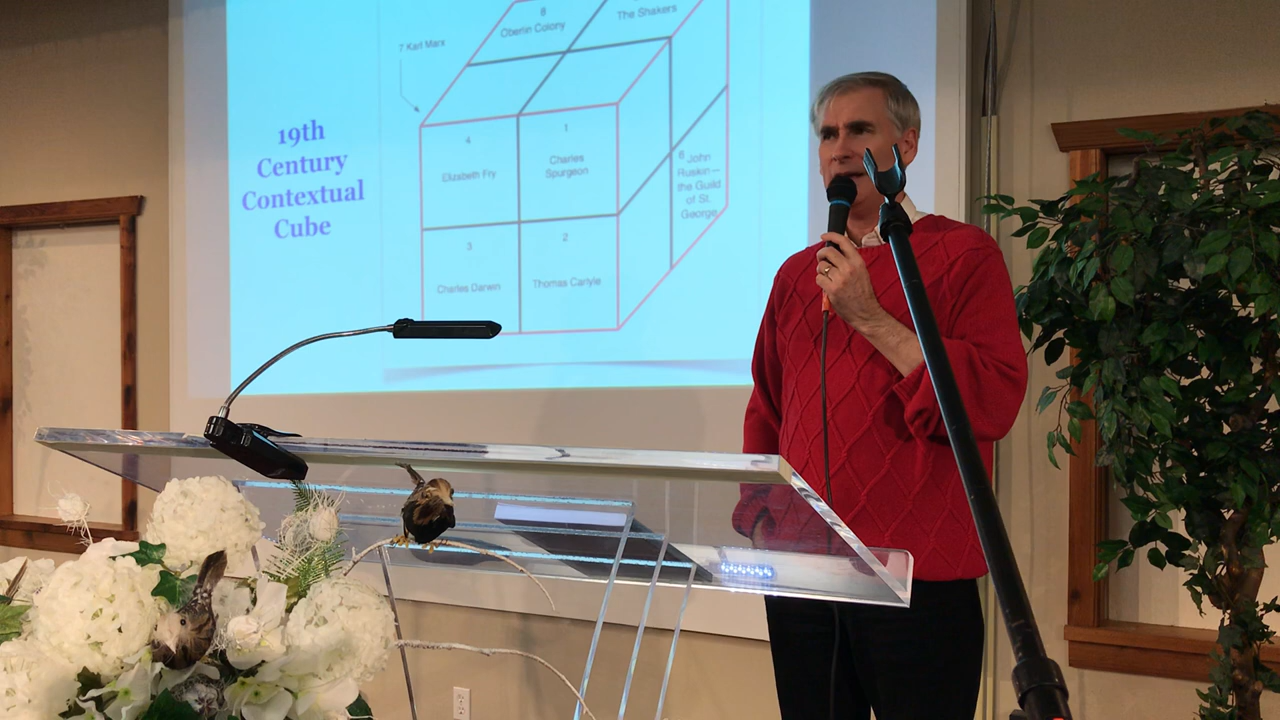 8
Oberlin Colony
The Shakers
7 Karl Marx
19th
Century
Contextual
Cube
4
Elizabeth Fry
1
Charles
Spurgeon
6 John
Ruskin—
the Guild
of St.
George
3
Charles Darwin
2
Thomas Carlyle